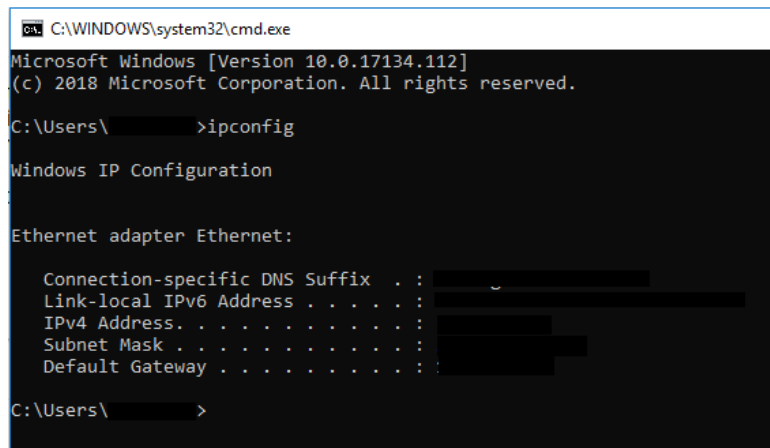 C:\WINDOWS\system32\cmd.exe
Microsoft Windows [Version 10.0.17134.112]
(c) 2018 Microsoft Corporation. All rights reserved.
C:\Users\ >ipconfig
Windows IP Configuration
Ethernet adapter Ethernet:
Connection-specific DNS Suffix . :
Link-local IPv6 Address . . . . . :
IPv4 Address. . . . . . . . . . . :
Subnet Mask . . . . . . . . . . . :
Default Gateway . . . . . . . . . :
C:\Users\ >